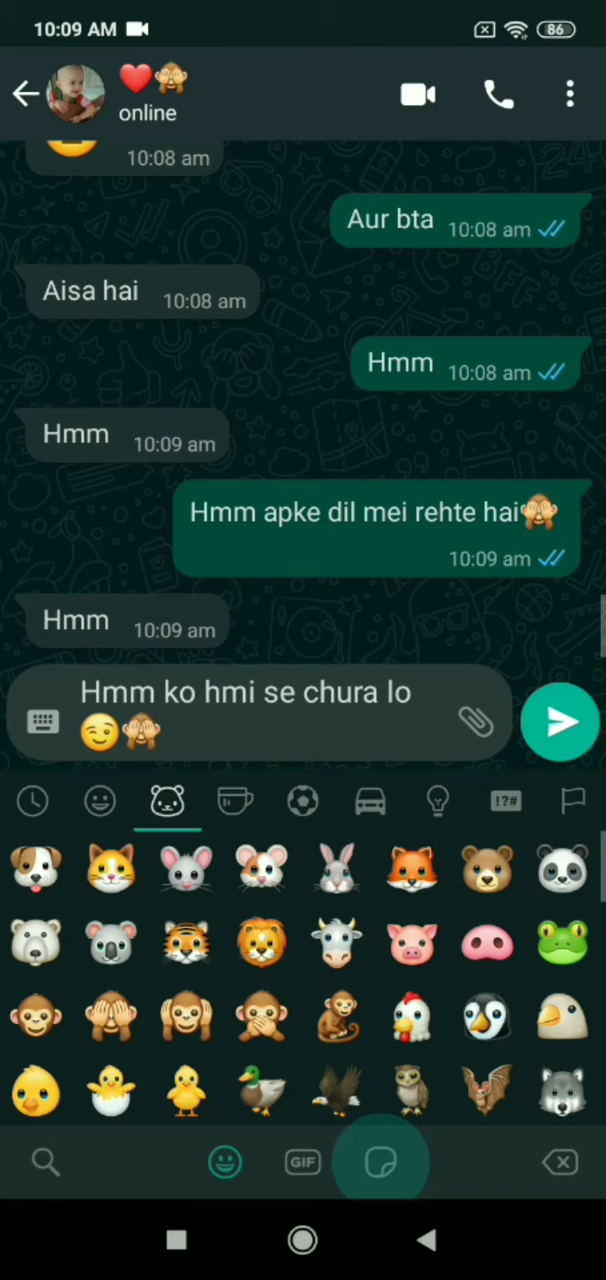 10:09 AM
86
❤️🙈
online
10:08 am
Aur bta 10:08 am
Aisa hai 10:08 am
Hmm 10:08 am
Hmm 10:09 am
Hmm apke dil mei rehte hai🙈
10:09 am
Hmm 10:09 am
Hmm ko hmi se chura lo
😉🙈
!?#
GIF